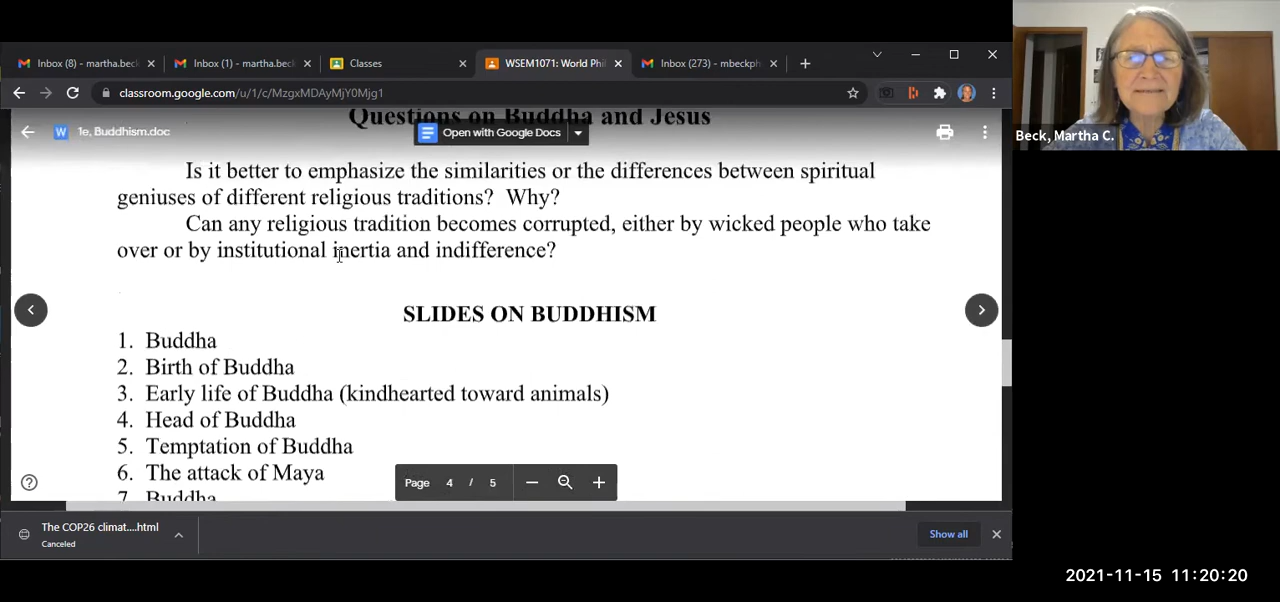 Inbox (8) - martha.bec
Inbox (1) - martha.bec
Classes
WSEM1071: World Phi
Inbox (273) - mbeckph
classroom.google.com/u/1/c/MzgxMDAyMjY0Mjg1
Beck, Martha C.
Questions on Buddha and Jesus
W 1e, Buddhism.doc
Open with Google Docs
Is it better to emphasize the similarities or the differences between spiritual
geniuses of different religious traditions? Why?
Can any religious tradition becomes corrupted, either by wicked people who take
over or by institutional inertia and indifference?
SLIDES ON BUDDHISM
1. Buddha
2. Birth of Buddha
3. Early life of Buddha (kindhearted toward animals)
4. Head of Buddha
5. Temptation of Buddha
6. The attack of Maya
7 Buddha
Page 4 / 5
The COP26 climat....html
Canceled
Show all
2021-11-15 11:20:20